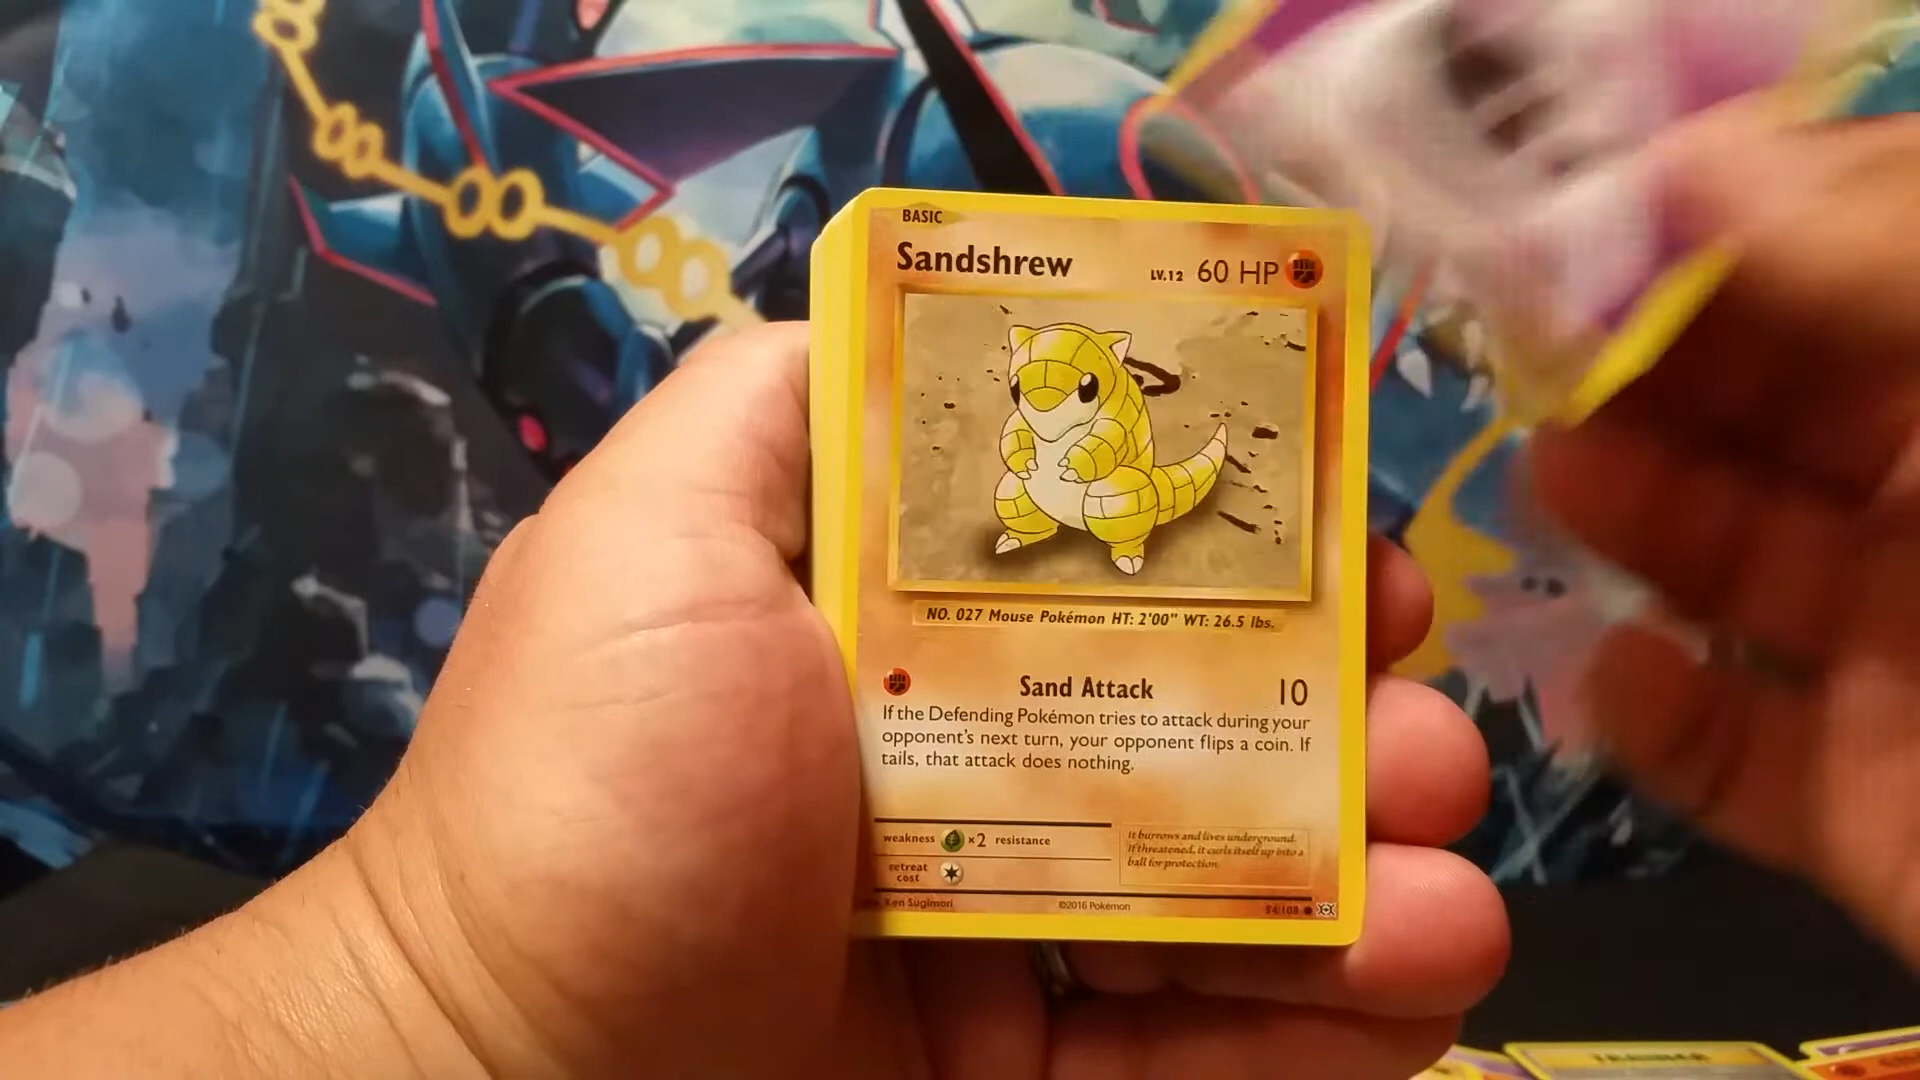 BASIC
Sandshrew LV.12 60 HP
NO. 027 Mouse Pokémon HT: 2'00" WT: 26.5 lbs.
Sand Attack 10
If the Defending Pokémon tries to attack during your
opponent's next turn, your opponent flips a coin. If
tails, that attack does nothing.
weakness ×2 resistance
It burrows and lives underground.
If threatened, it curls itself up into a
ball for protection.
retreat
cost
Ken Sugimori ©2016 Pokémon 54/108
TRAINER